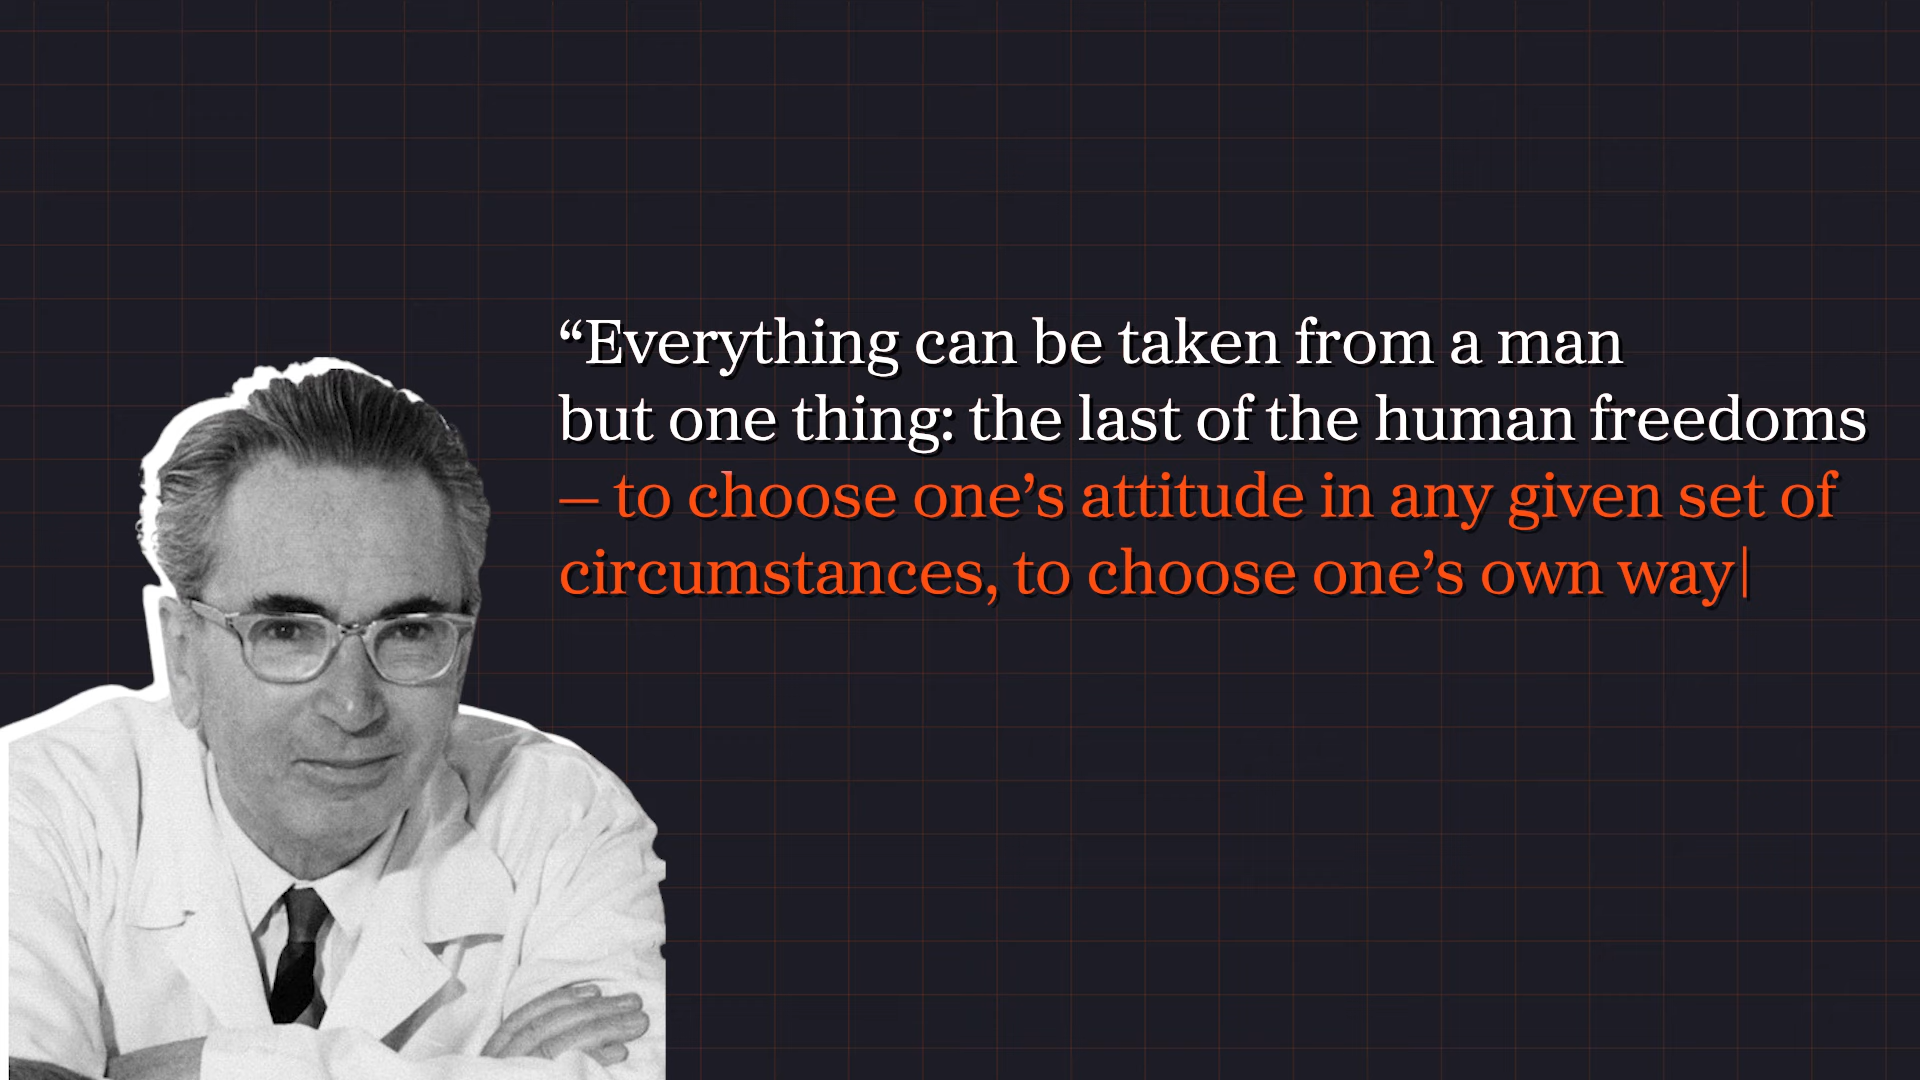 “Everything can be taken from a man
but one thing: the last of the human freedoms
– to choose one’s attitude in any given set of
circumstances, to choose one’s own way|